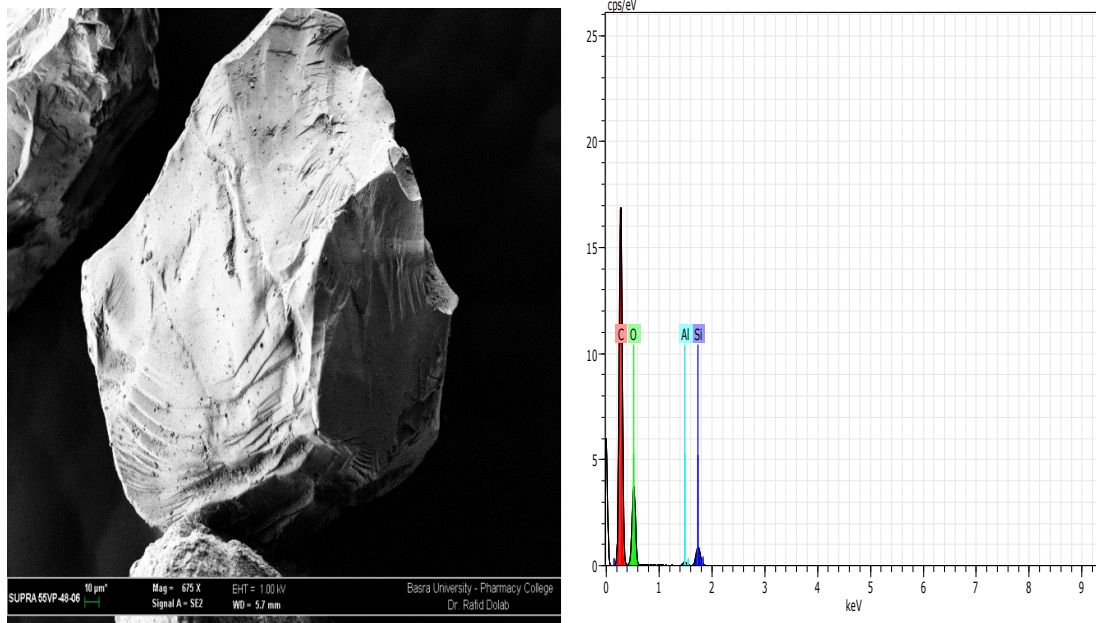 SUPRA 55VP-48-06
10 µm*
Mag = 675 X
EHT = 1.00 kV
Signal A = SE2
WD = 5.7 mm
Basra University - Pharmacy College
Dr. Rafid Dolab
cps/eV
25
20
15
10
5
0
C O Al Si
0 1 2 3 4 5 6 7 8 9
keV